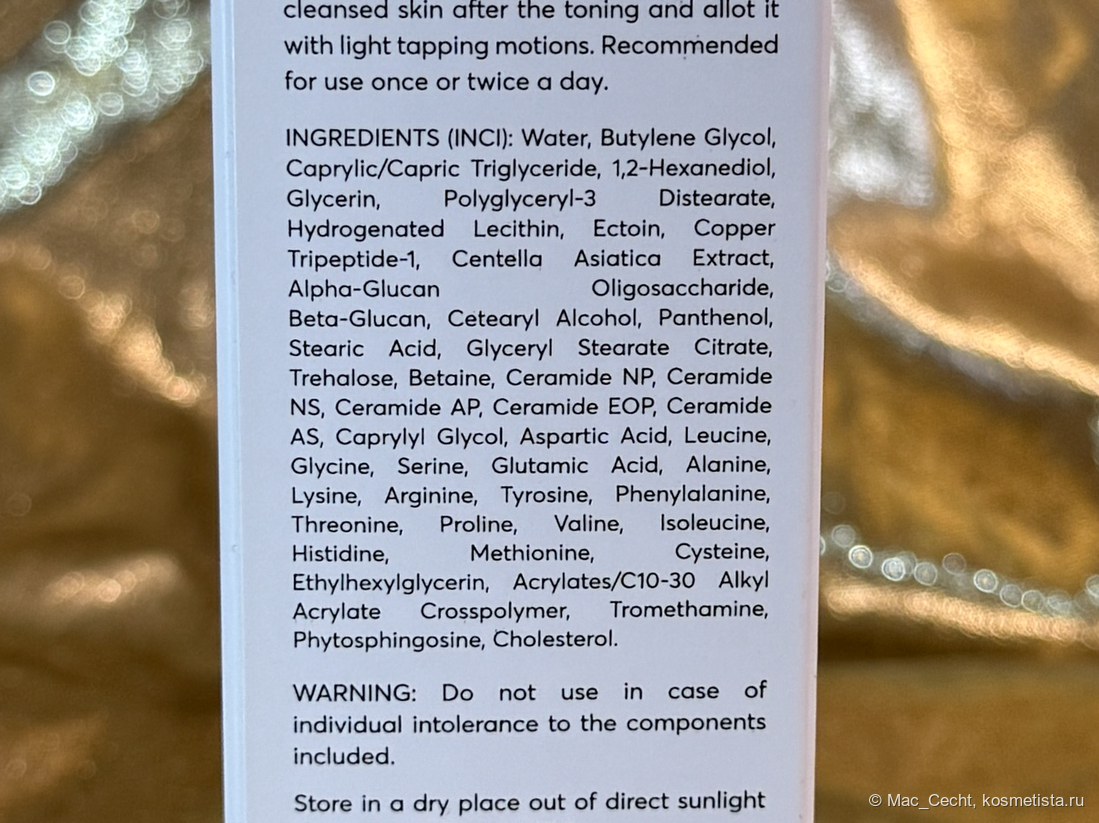 cleansed skin after the toning and allot it
with light tapping motions. Recommended
for use once or twice a day.
INGREDIENTS (INCI): Water, Butylene Glycol,
Caprylic/Capric Triglyceride, 1,2-Hexanediol,
Glycerin, Polyglyceryl-3 Distearate,
Hydrogenated Lecithin, Ectoin, Copper
Tripeptide-1, Centella Asiatica Extract,
Alpha-Glucan Oligosaccharide,
Beta-Glucan, Cetearyl Alcohol, Panthenol,
Stearic Acid, Glyceryl Stearate Citrate,
Trehalose, Betaine, Ceramide NP, Ceramide
NS, Ceramide AP, Ceramide EOP, Ceramide
AS, Caprylyl Glycol, Aspartic Acid, Leucine,
Glycine, Serine, Glutamic Acid, Alanine,
Lysine, Arginine, Tyrosine, Phenylalanine,
Threonine, Proline, Valine, Isoleucine,
Histidine, Methionine, Cysteine,
Ethylhexylglycerin, Acrylates/C10-30 Alkyl
Acrylate Crosspolymer, Tromethamine,
Phytosphingosine, Cholesterol.
WARNING: Do not use in case of
individual intolerance to the components
included.
Store in a dry place out of direct sunlight
© Mac_Cecht, kosmetista.ru